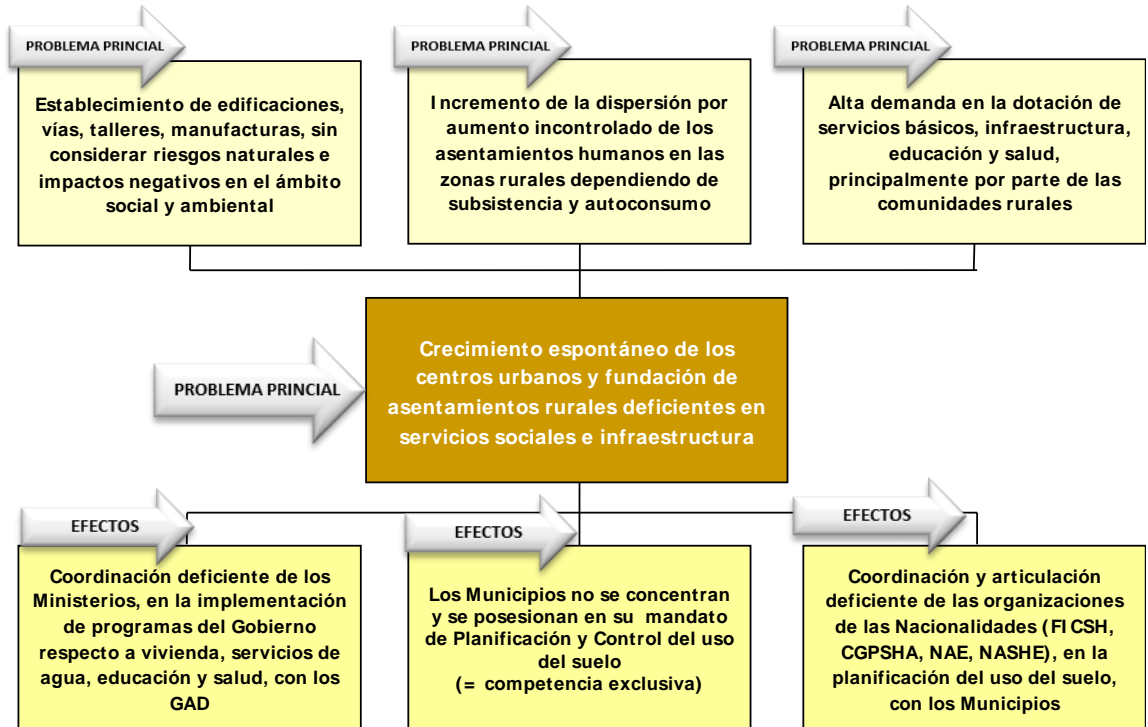 PROBLEMA PRINCIAL
Establecimiento de edificaciones,
vías, talleres, manufacturas, sin
considerar riesgos naturales e
impactos negativos en el ámbito
social y ambiental
PROBLEMA PRINCIAL
Incremento de la dispersión por
aumento incontrolado de los
asentamientos humanos en las
zonas rurales dependiendo de
subsistencia y autoconsumo
PROBLEMA PRINCIAL
Alta demanda en la dotación de
servicios básicos, infraestructura,
educación y salud,
principalmente por parte de las
comunidades rurales
PROBLEMA PRINCIAL
Crecimiento espontáneo de los
centros urbanos y fundación de
asentamientos rurales deficientes en
servicios sociales e infraestructura
EFECTOS
Coordinación deficiente de los
Ministerios, en la implementación
de programas del Gobierno
respecto a vivienda, servicios de
agua, educación y salud, con los
GAD
EFECTOS
Los Municipios no se concentran
y se posesionan en su mandato
de Planificación y Control del uso
del suelo
(= competencia exclusiva)
EFECTOS
Coordinación y articulación
deficiente de las organizaciones
de las Nacionalidades (FICSH,
CGPSHA, NAE, NASHE), en la
planificación del uso del suelo,
con los Municipios